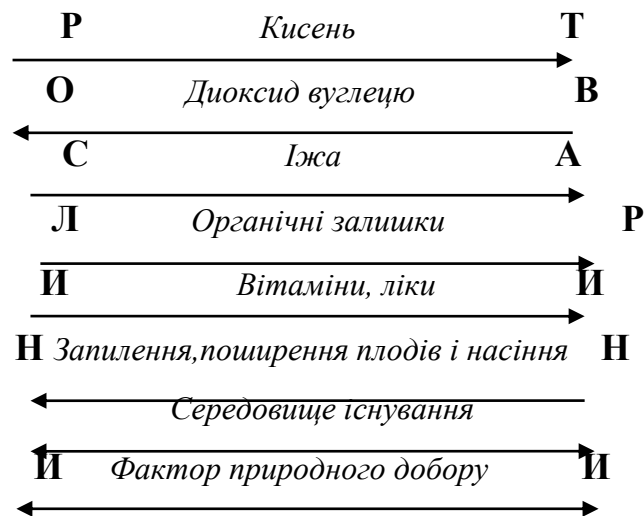 Р Кисень Т
О Диоксид вуглецю В
С Іжа А
Л Органічні залишки Р
И Вітаміни, ліки И
Н Запилення,поширення плодів і насіння Н
Середовище існування
И Фактор природного добору И